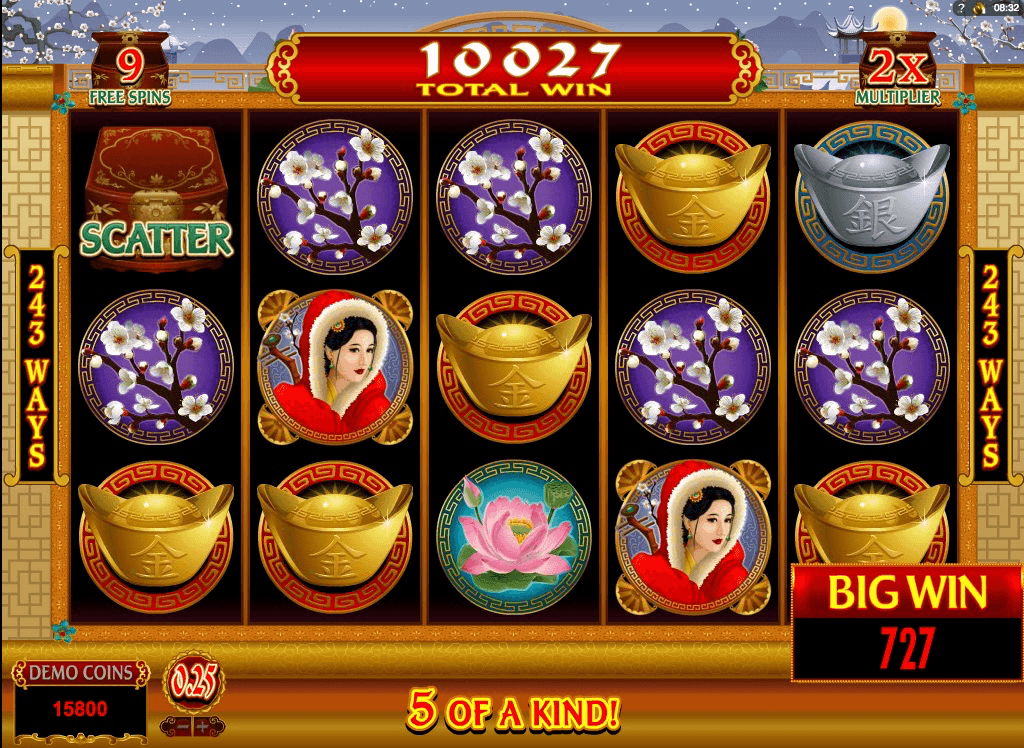 ? 08:32
9
FREE SPINS
10027
TOTAL WIN
2x
MULTIPLIER
SCATTER
金
銀
243 WAYS
金
243 WAYS
金
金
金
BIG WIN
727
DEMO COINS
15800
0.25
- +
5 OF A KIND!